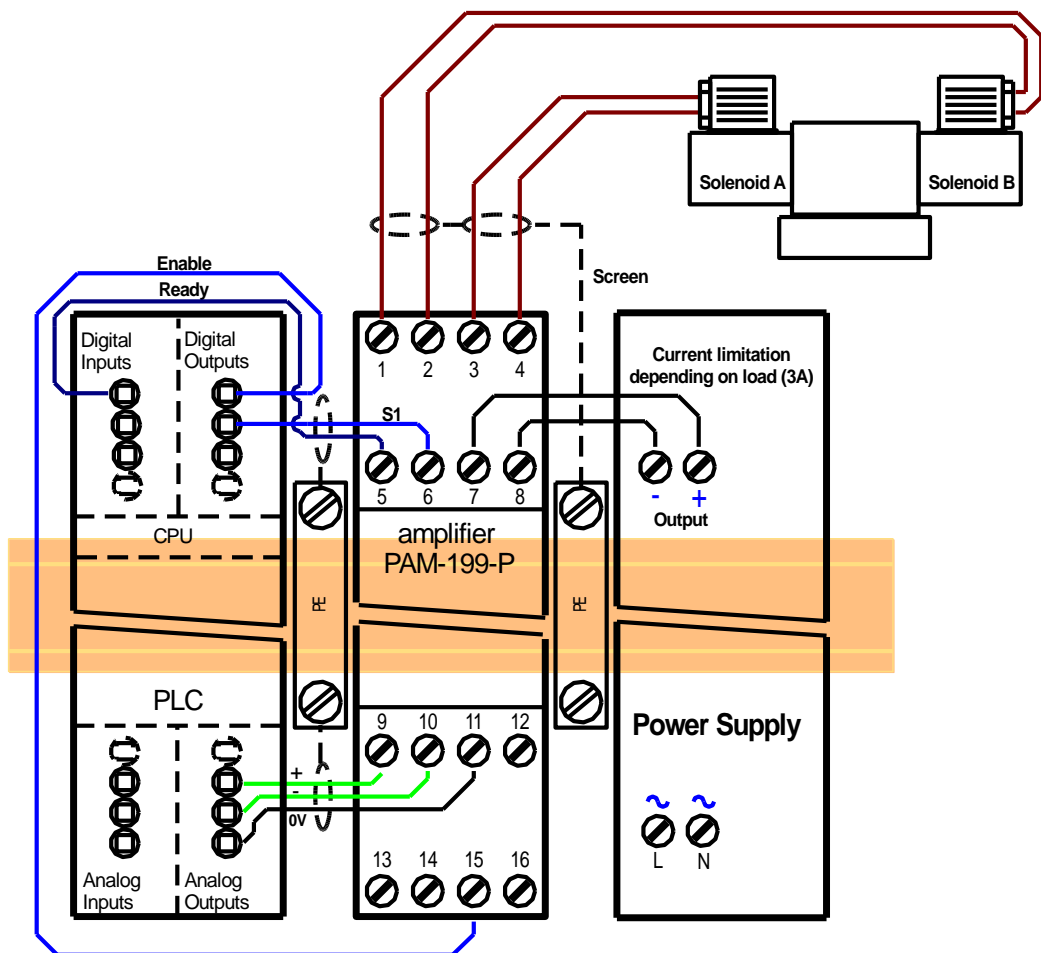 Solenoid A
Solenoid B
Enable
Ready
Screen
Digital
Inputs
Digital
Outputs
1 2 3 4
Current limitation
depending on load (3A)
S1
5 6 7 8
- +
Output
CPU
amplifier
PAM-199-P
PE
PE
PLC
9 10 11 12
Power Supply
+
-
0V
L N
13 14 15 16
Analog
Inputs
Analog
Outputs